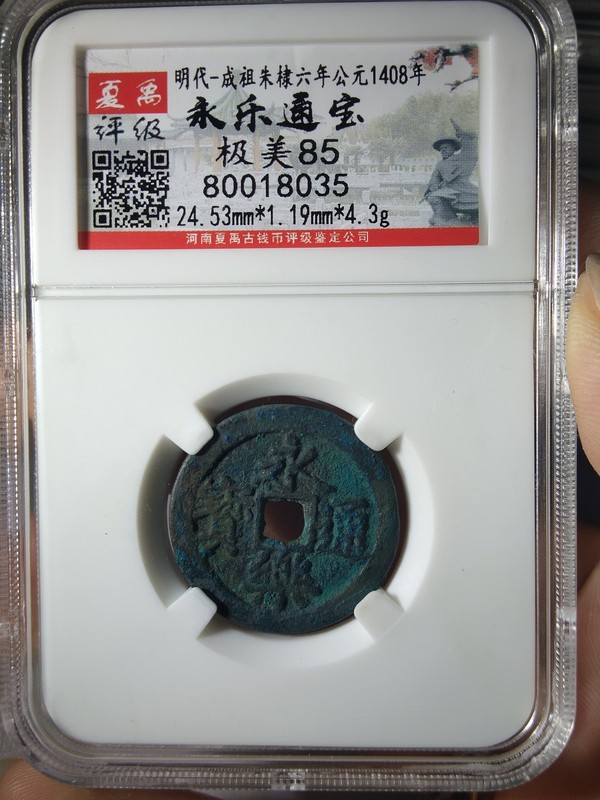 夏禹
评级
明代-成祖朱棣六年公元1408年
永乐通宝
极美85
80018035
24.53mm*1.19mm*4.3g
河南夏禹古钱币评级鉴定公司
永樂通寳